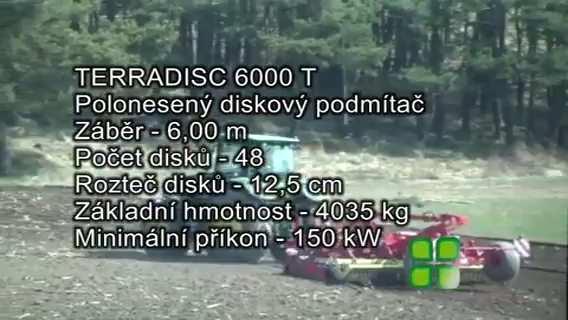 TERRADISC 6000 T
Polonesený diskový podmítač
Záběr - 6,00 m
Počet disků - 48
Rozteč disků - 12,5 cm
Základní hmotnost - 4035 kg
Minimální příkon - 150 kW